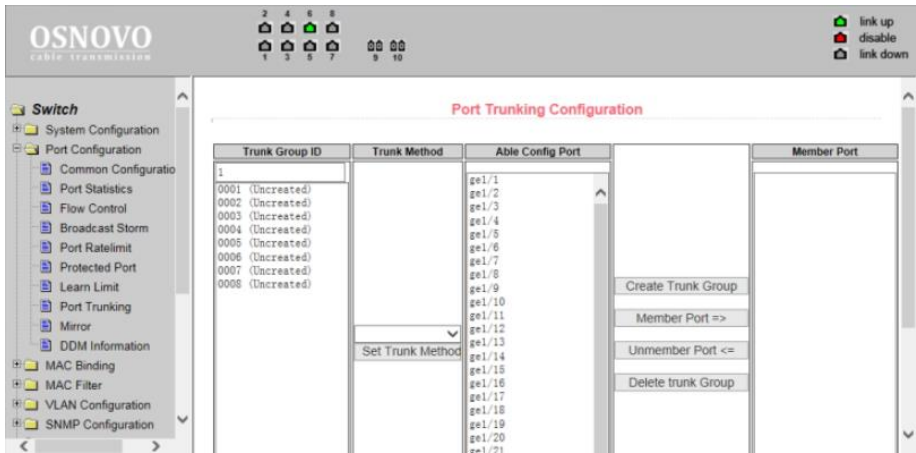 OSNOVO
cable transmission
2 4 6 8
1 3 5 7 9 10
link up
disable
link down
Switch
System Configuration
Port Configuration
Common Configuratio
Port Statistics
Flow Control
Broadcast Storm
Port Ratelimit
Protected Port
Learn Limit
Port Trunking
Mirror
DDM Information
MAC Binding
MAC Filter
VLAN Configuration
SNMP Configuration
Port Trunking Configuration
Trunk Group ID
1
0001 (Uncreated)
0002 (Uncreated)
0003 (Uncreated)
0004 (Uncreated)
0005 (Uncreated)
0006 (Uncreated)
0007 (Uncreated)
0008 (Uncreated)
Trunk Method
Set Trunk Method
Able Config Port
ge1/1
ge1/2
ge1/3
ge1/4
ge1/5
ge1/6
ge1/7
ge1/8
ge1/9
ge1/10
ge1/11
ge1/12
ge1/13
ge1/14
ge1/15
ge1/16
ge1/17
ge1/18
ge1/19
ge1/20
ge1/21
Create Trunk Group
Member Port =>
Unmember Port <=
Delete trunk Group
Member Port